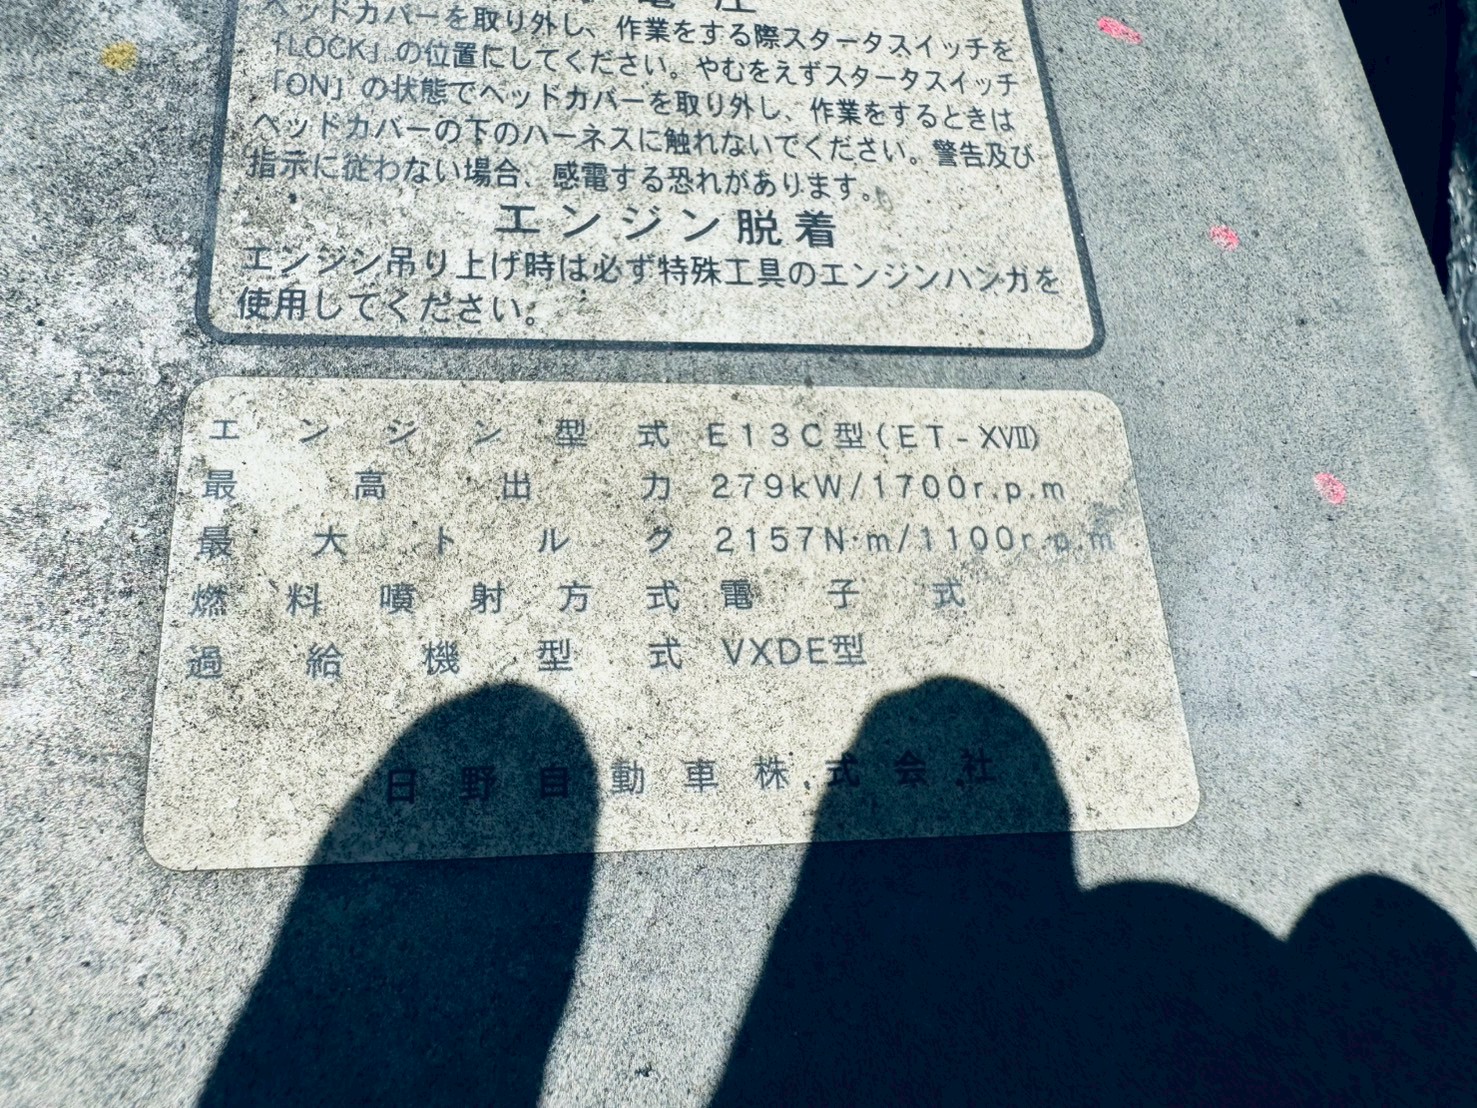 ヘッドカバーを取り外し、作業をする際スタータスイッチを
「LOCK」の位置にしてください。やむをえずスタータスイッチ
「ON」の状態でヘッドカバーを取り外し、作業をするときは
ヘッドカバーの下のハーネスに触れないでください。警告及び
指示に従わない場合、感電する恐れがあります。
エンジン脱着
エンジン吊り上げ時は必ず特殊工具のエンジンハンガを
使用してください。
エンジン型式 E13C型(ET-XVII)
最高出力 279kW/1700r.p.m
最大トルク 2157N·m/1100r.p.m
燃料噴射方式 電子式
過給機型式 VXDE型
日野自動車株式会社